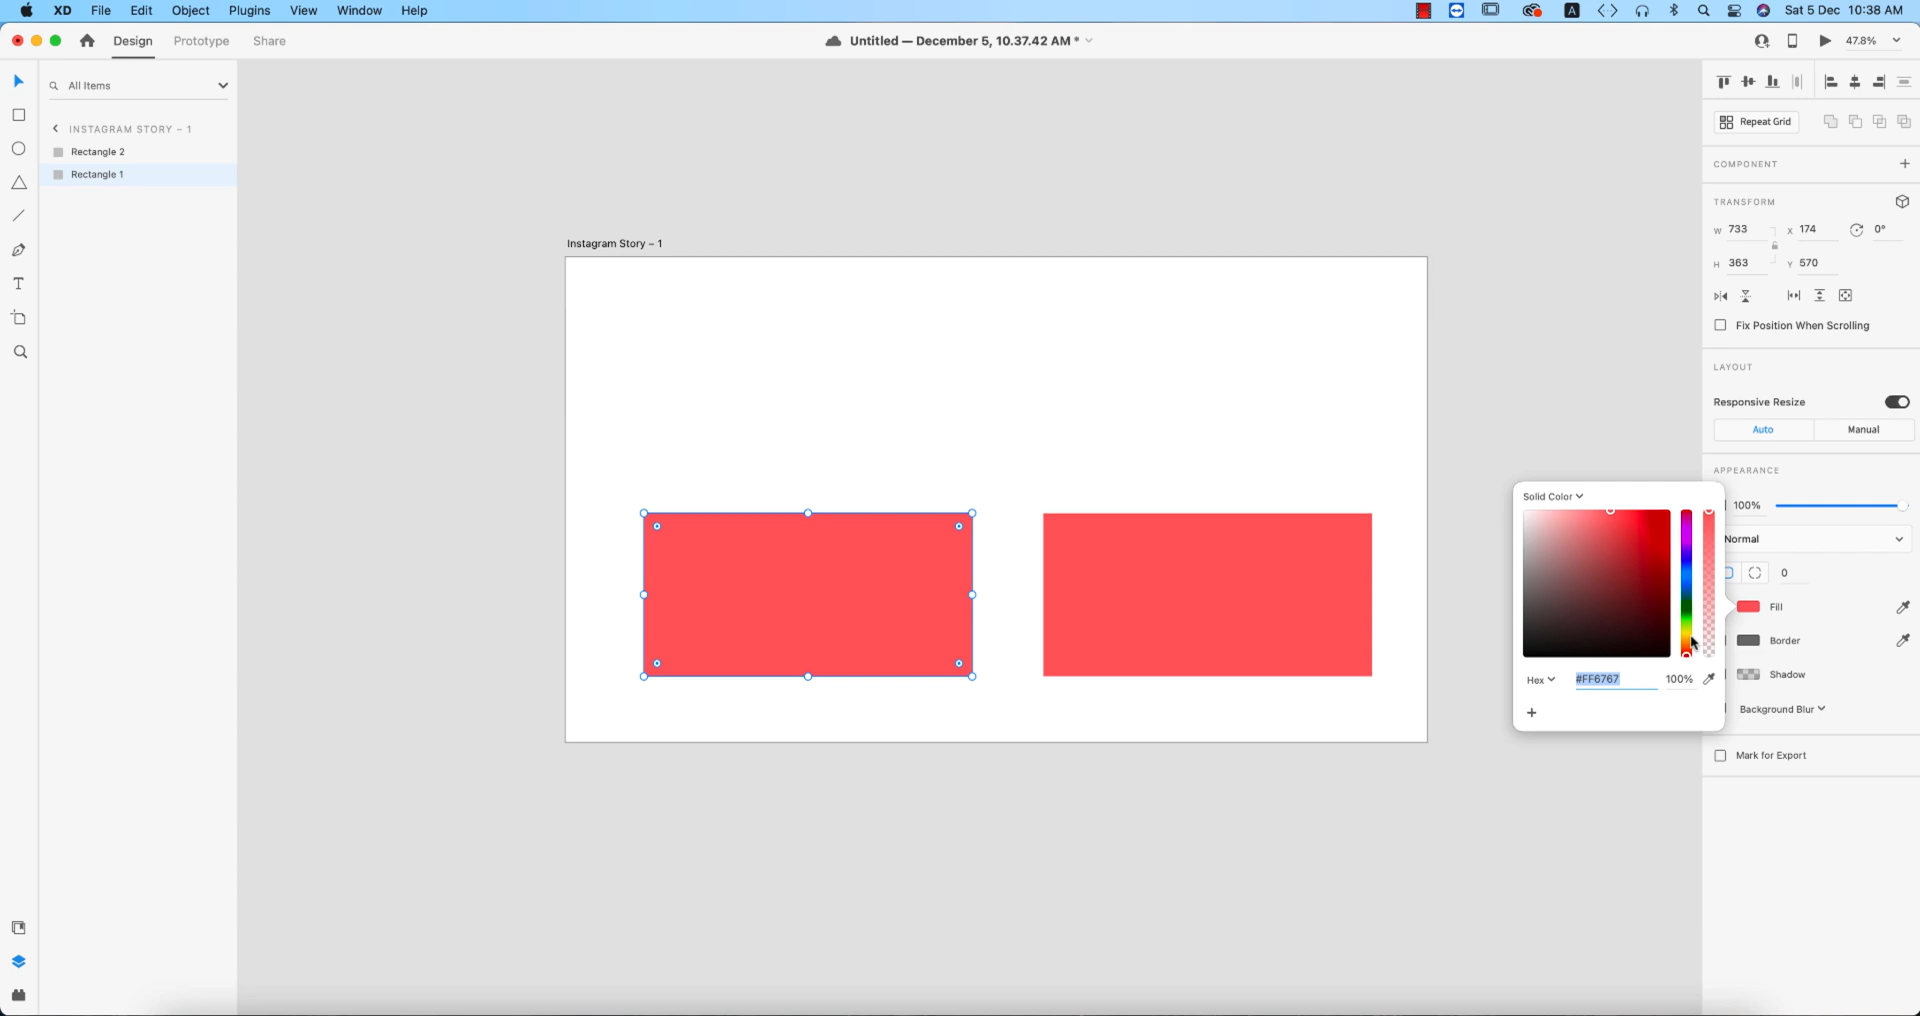 XD File Edit Object Plugins View Window Help
A Sat 5 Dec 10:38 AM
Design Prototype Share
Untitled — December 5, 10.37.42 AM *
47.8%
All Items
INSTAGRAM STORY – 1
Rectangle 2
Rectangle 1
T
Instagram Story – 1
Repeat Grid
COMPONENT
TRANSFORM
W 733 X 174 0°
H 363 Y 570
Fix Position When Scrolling
LAYOUT
Responsive Resize
Auto Manual
APPEARANCE
100%
Normal
0
Fill
Border
Shadow
Background Blur
Mark for Export
Solid Color
Hex #FF6767 100%